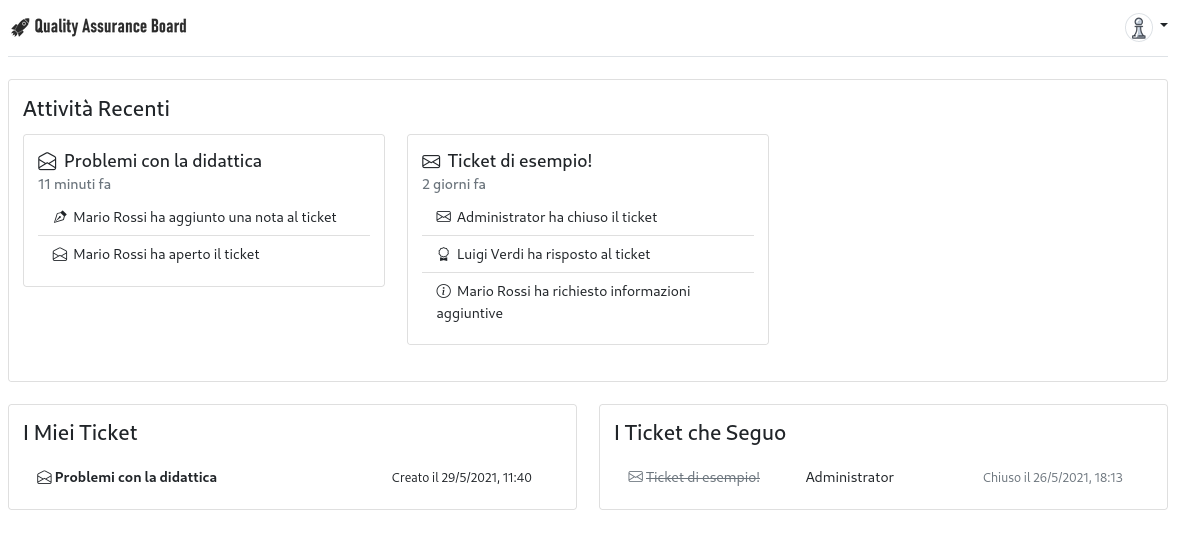 Quality Assurance Board
Attività Recenti
Problemi con la didattica
11 minuti fa
Mario Rossi ha aggiunto una nota al ticket
Mario Rossi ha aperto il ticket
Ticket di esempio!
2 giorni fa
Administrator ha chiuso il ticket
Luigi Verdi ha risposto al ticket
Mario Rossi ha richiesto informazioni
aggiuntive
I Miei Ticket
Problemi con la didattica Creato il 29/5/2021, 11:40
I Ticket che Seguo
Ticket di esempio! Administrator Chiuso il 26/5/2021, 18:13